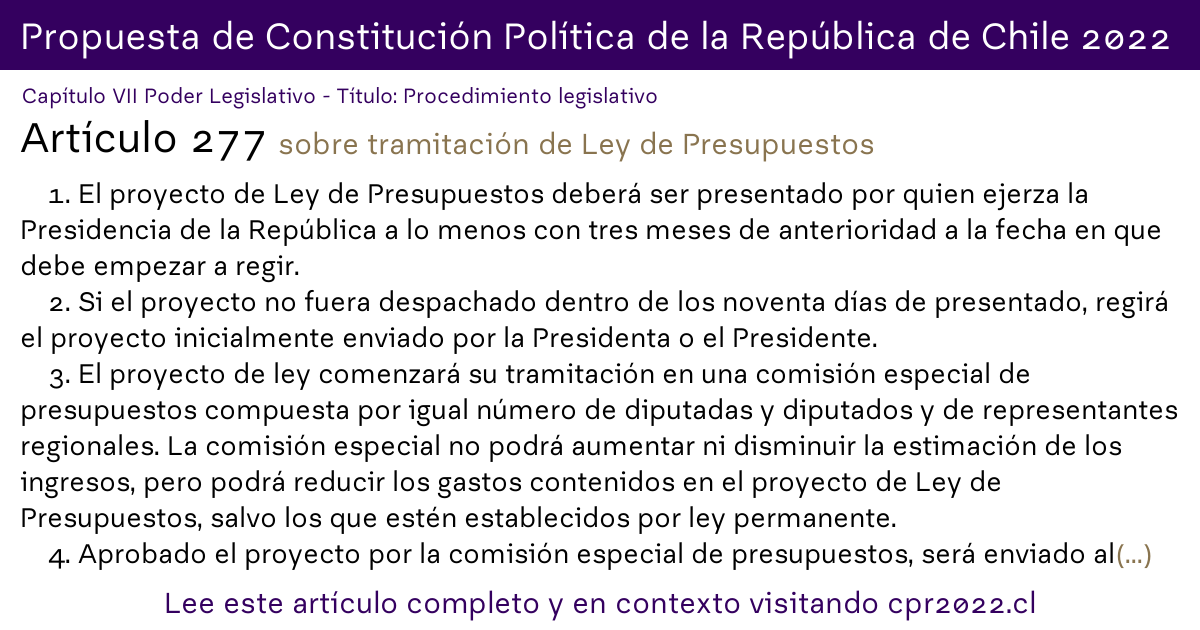 Propuesta de Constitución Política de la República de Chile 2022
Capítulo VII Poder Legislativo - Título: Procedimiento legislativo
Artículo 277 sobre tramitación de Ley de Presupuestos
1. El proyecto de Ley de Presupuestos deberá ser presentado por quien ejerza la
Presidencia de la República a lo menos con tres meses de anterioridad a la fecha en que
debe empezar a regir.
2. Si el proyecto no fuera despachado dentro de los noventa días de presentado, regirá
el proyecto inicialmente enviado por la Presidenta o el Presidente.
3. El proyecto de ley comenzará su tramitación en una comisión especial de
presupuestos compuesta por igual número de diputadas y diputados y de representantes
regionales. La comisión especial no podrá aumentar ni disminuir la estimación de los
ingresos, pero podrá reducir los gastos contenidos en el proyecto de Ley de
Presupuestos, salvo los que estén establecidos por ley permanente.
4. Aprobado el proyecto por la comisión especial de presupuestos, será enviado al(...)
Lee este artículo completo y en contexto visitando cpr2022.cl